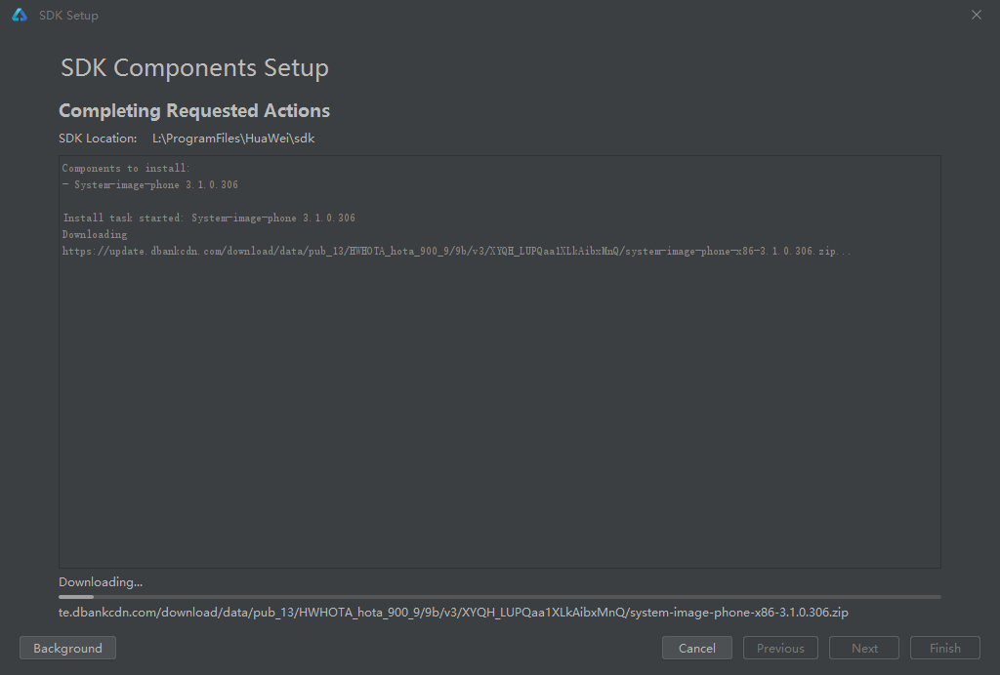 SDK Setup
SDK Components Setup
Completing Requested Actions
SDK Location: L:\ProgramFiles\HuaWei\sdk
Components to install:
- System-image-phone 3.1.0.306
Install task started: System-image-phone 3.1.0.306
Downloading
https://update.dbankcdn.com/download/data/pub_13/HWHOTA_hota_900_9/9b/v3/XYQH_LUPQaa1XLkAibxMnQ/system-image-phone-x86-3.1.0.306.zip...
Downloading...
te.dbankcdn.com/download/data/pub_13/HWHOTA_hota_900_9/9b/v3/XYQH_LUPQaa1XLkAibxMnQ/system-image-phone-x86-3.1.0.306.zip
Background Cancel Previous Next Finish